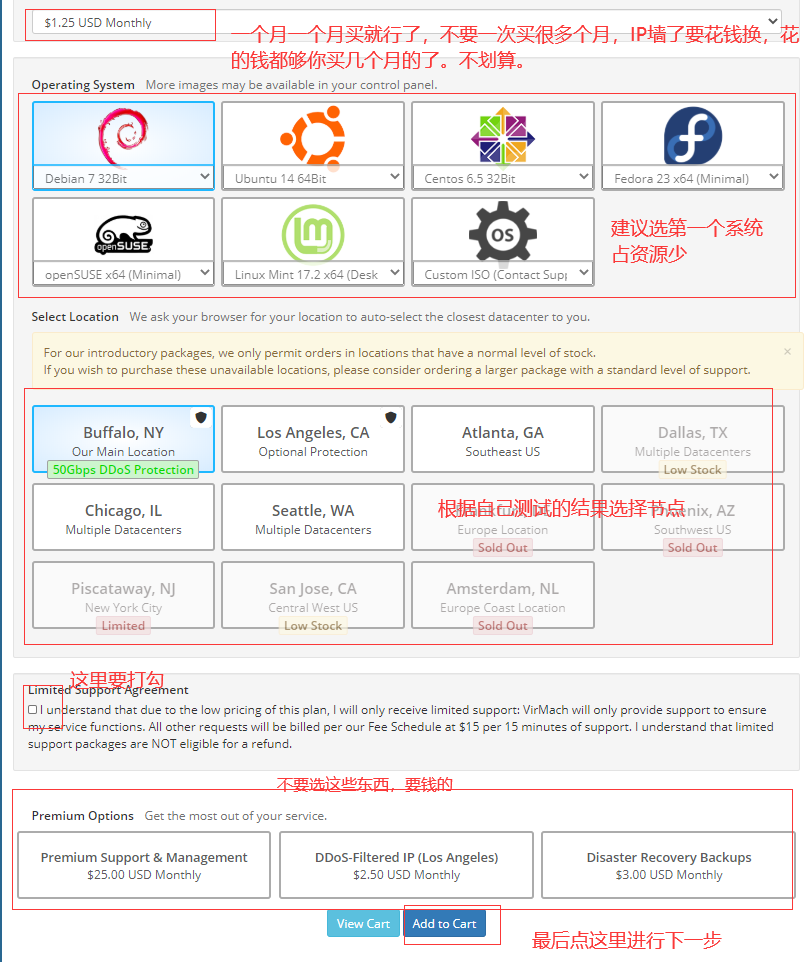 $1.25 USD Monthly
一个月一个月买就行了，不要一次买很多个月，IP墙了要花钱换，花
的钱都够你买几个月的了。不划算。
Operating System More images may be available in your control panel.
Debian 7 32Bit
Ubuntu 14 64Bit
Centos 6.5 32Bit
Fedora 23 x64 (Minimal)
openSUSE
OS
openSUSE x64 (Minimal)
Linux Mint 17.2 x64 (Desk
Custom ISO (Contact Supp
建议选第一个系统
占资源少
Select Location We ask your browser for your location to auto-select the closest datacenter to you.
For our introductory packages, we only permit orders in locations that have a normal level of stock.
If you wish to purchase these unavailable locations, please consider ordering a larger package with a standard level of support.
×
Buffalo, NY
Our Main Location
50Gbps DDoS Protection
Los Angeles, CA
Optional Protection
Atlanta, GA
Southeast US
Dallas, TX
Multiple Datacenters
Low Stock
Chicago, IL
Multiple Datacenters
Seattle, WA
Multiple Datacenters
根据自己测试的结果选择节点
Europe Location
Sold Out
Phoenix, AZ
Southwest US
Sold Out
Piscataway, NJ
New York City
Limited
San Jose, CA
Central West US
Low Stock
Amsterdam, NL
Europe Coast Location
Sold Out
这里要打勾
Limited Support Agreement
I understand that due to the low pricing of this plan, I will only receive limited support: VirMach will only provide support to ensure
my service functions. All other requests will be billed per our Fee Schedule at $15 per 15 minutes of support. I understand that limited
support packages are NOT eligible for a refund.
不要选这些东西，要钱的
Premium Options Get the most out of your service.
Premium Support & Management
$25.00 USD Monthly
DDoS-Filtered IP (Los Angeles)
$2.50 USD Monthly
Disaster Recovery Backups
$3.00 USD Monthly
View Cart
Add to Cart
最后点这里进行下一步